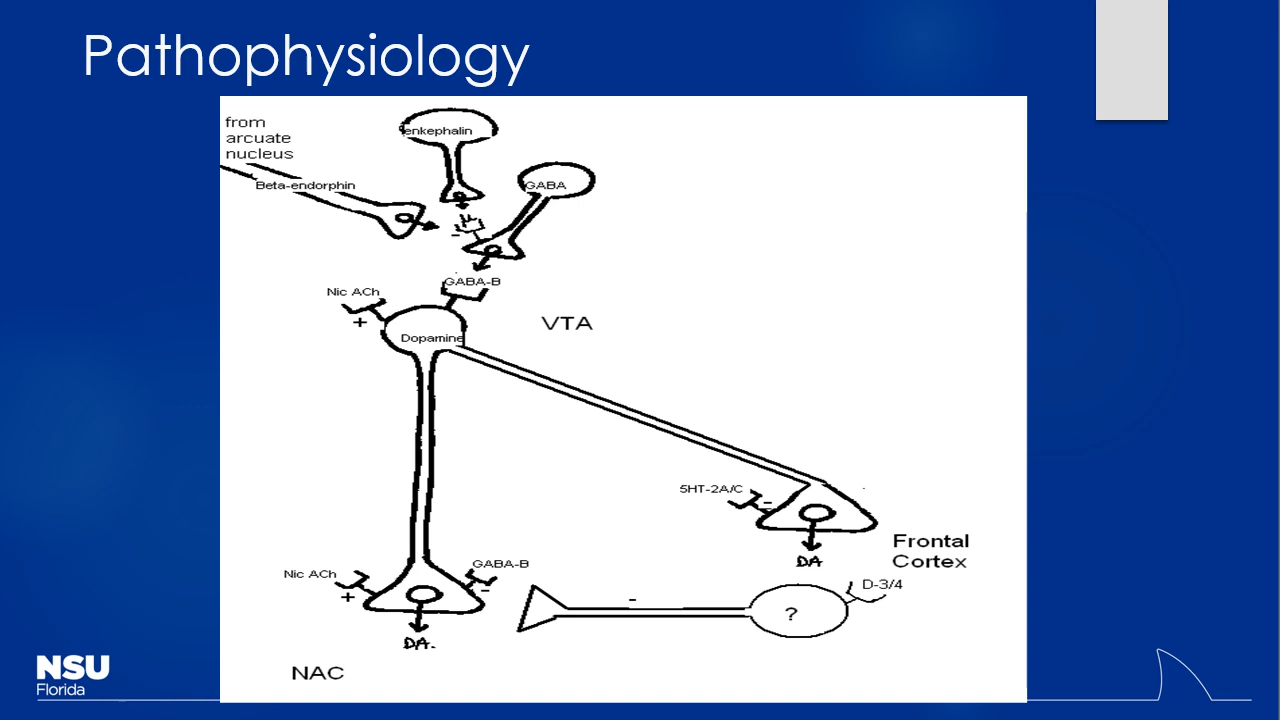 Pathophysiology
from
arcuate
nucleus
enkephalin
Beta-endorphin
GABA
-
GABA-B
Nic ACh
+
VTA
Dopamine
5HT-2A/C
-
DA
Frontal
Cortex
Nic ACh
+
GABA-B
-
DA.
-
?
D-3/4
NAC
NSU
Florida